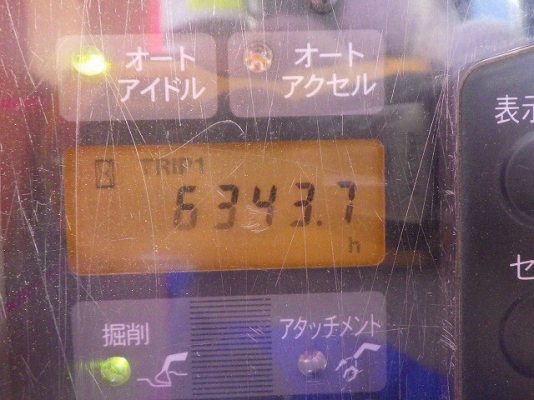 オート
アイドル
オート
アクセル
表示
TRIP1
6343.7
h
セ
掘削
アタッチメント